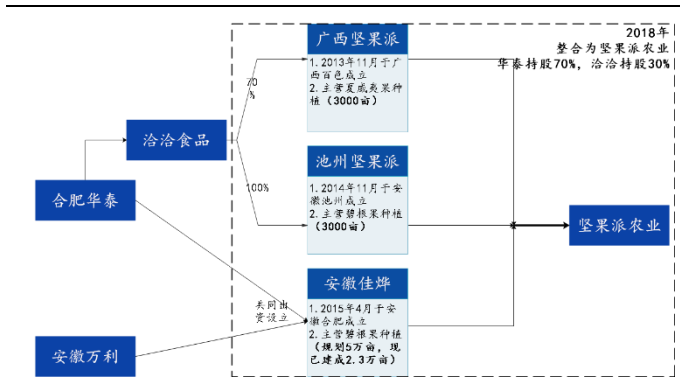 广西坚果派
1. 2013年11月于广
西百色成立
2. 主营夏威夷果种
植（3000亩）
2018年
整合为坚果派农业
华泰持股70%，洽洽持股30%
70
%
洽洽食品
池州坚果派
100%
1. 2014年11月于安
徽池州成立
2. 主营碧根果种植
（3000亩）
合肥华泰
坚果派农业
安徽佳烨
共同出
资设立
1. 2015年4月于安
徽合肥成立
2. 主营碧根果种植
（规划5万亩，现
已建成2.3万亩）
安徽万利